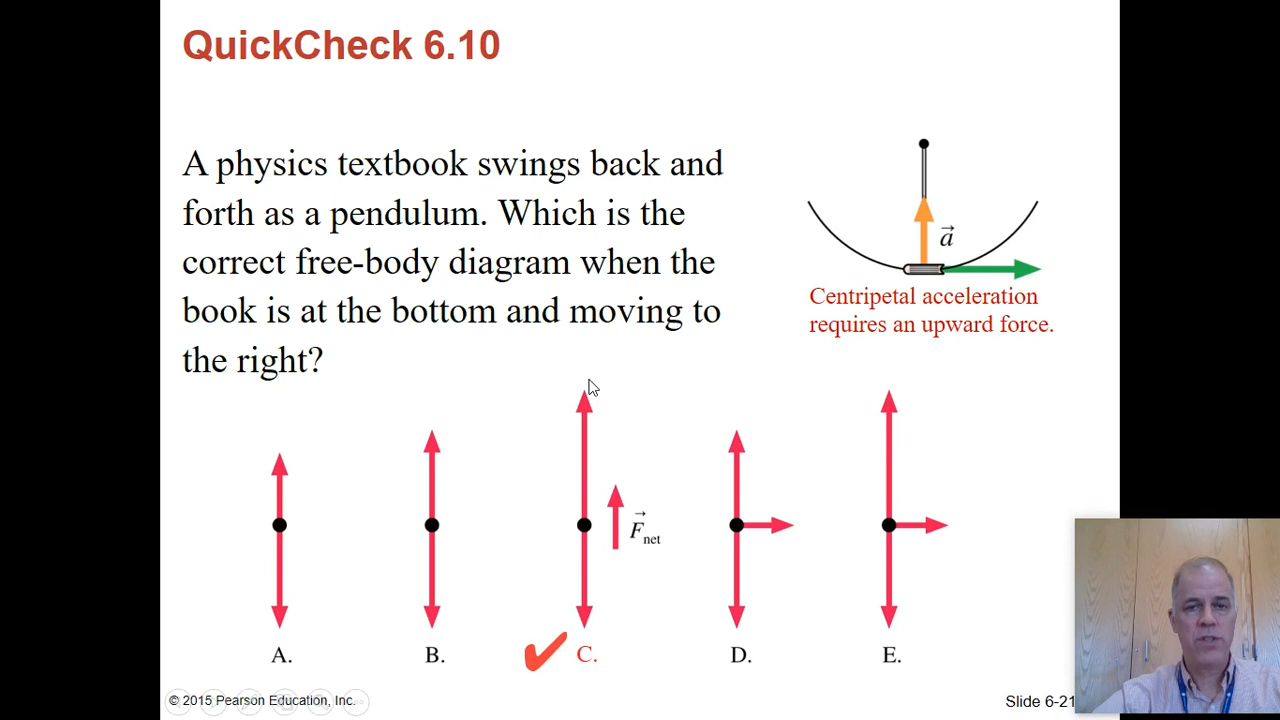 QuickCheck 6.10
A physics textbook swings back and
forth as a pendulum. Which is the
correct free-body diagram when the
book is at the bottom and moving to
the right?
a
Centripetal acceleration
requires an upward force.
F net
A.
B.
C.
D.
E.
© 2015 Pearson Education, Inc.
Slide 6-21